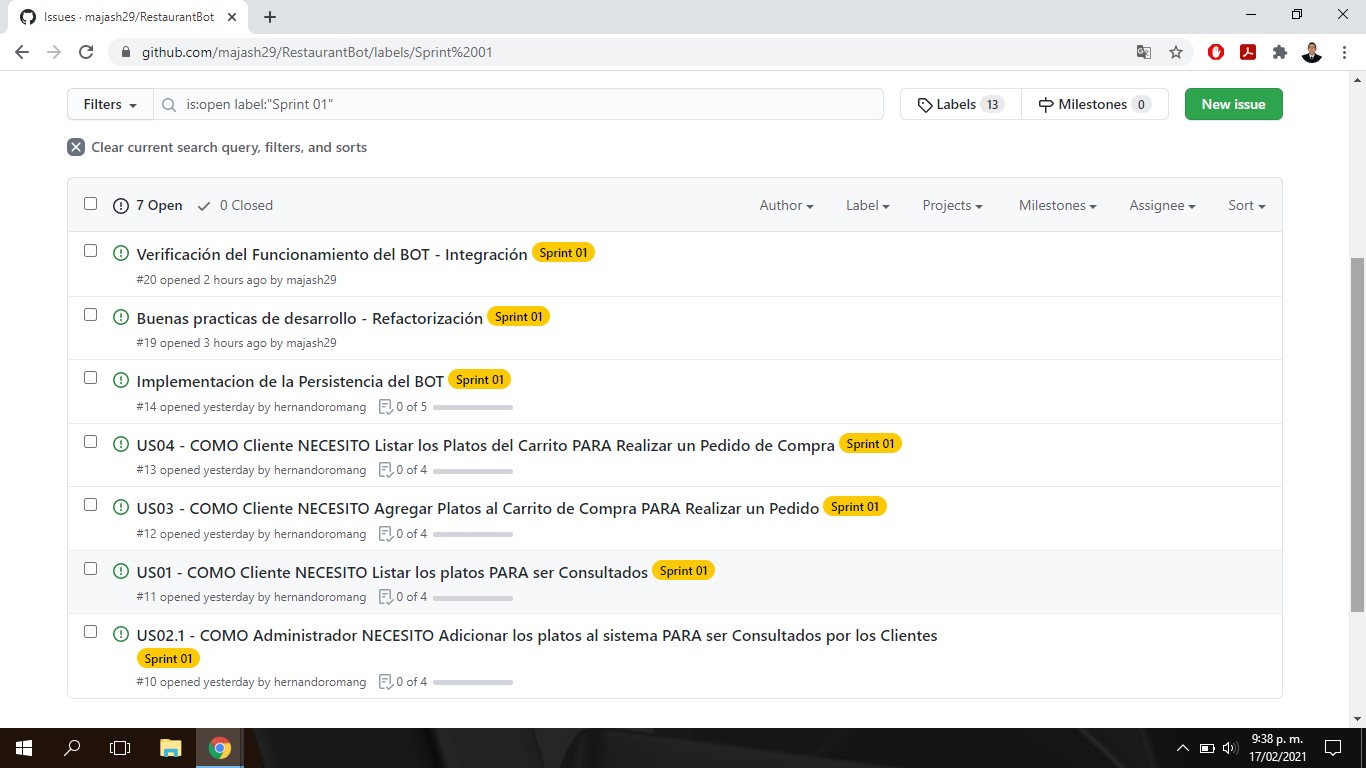 Issues · majash29/RestaurantBot
github.com/majash29/RestaurantBot/labels/Sprint%2001
Filters
is:open label:"Sprint 01"
Labels 13
Milestones 0
New issue
Clear current search query, filters, and sorts
7 Open
0 Closed
Author
Label
Projects
Milestones
Assignee
Sort
Verificación del Funcionamiento del BOT - Integración Sprint 01
#20 opened 2 hours ago by majash29
Buenas practicas de desarrollo - Refactorización Sprint 01
#19 opened 3 hours ago by majash29
Implementacion de la Persistencia del BOT Sprint 01
#14 opened yesterday by hernandoromang 0 of 5
US04 - COMO Cliente NECESITO Listar los Platos del Carrito PARA Realizar un Pedido de Compra Sprint 01
#13 opened yesterday by hernandoromang 0 of 4
US03 - COMO Cliente NECESITO Agregar Platos al Carrito de Compra PARA Realizar un Pedido Sprint 01
#12 opened yesterday by hernandoromang 0 of 4
US01 - COMO Cliente NECESITO Listar los platos PARA ser Consultados Sprint 01
#11 opened yesterday by hernandoromang 0 of 4
US02.1 - COMO Administrador NECESITO Adicionar los platos al sistema PARA ser Consultados por los Clientes
Sprint 01
#10 opened yesterday by hernandoromang 0 of 4
9:38 p. m.
17/02/2021